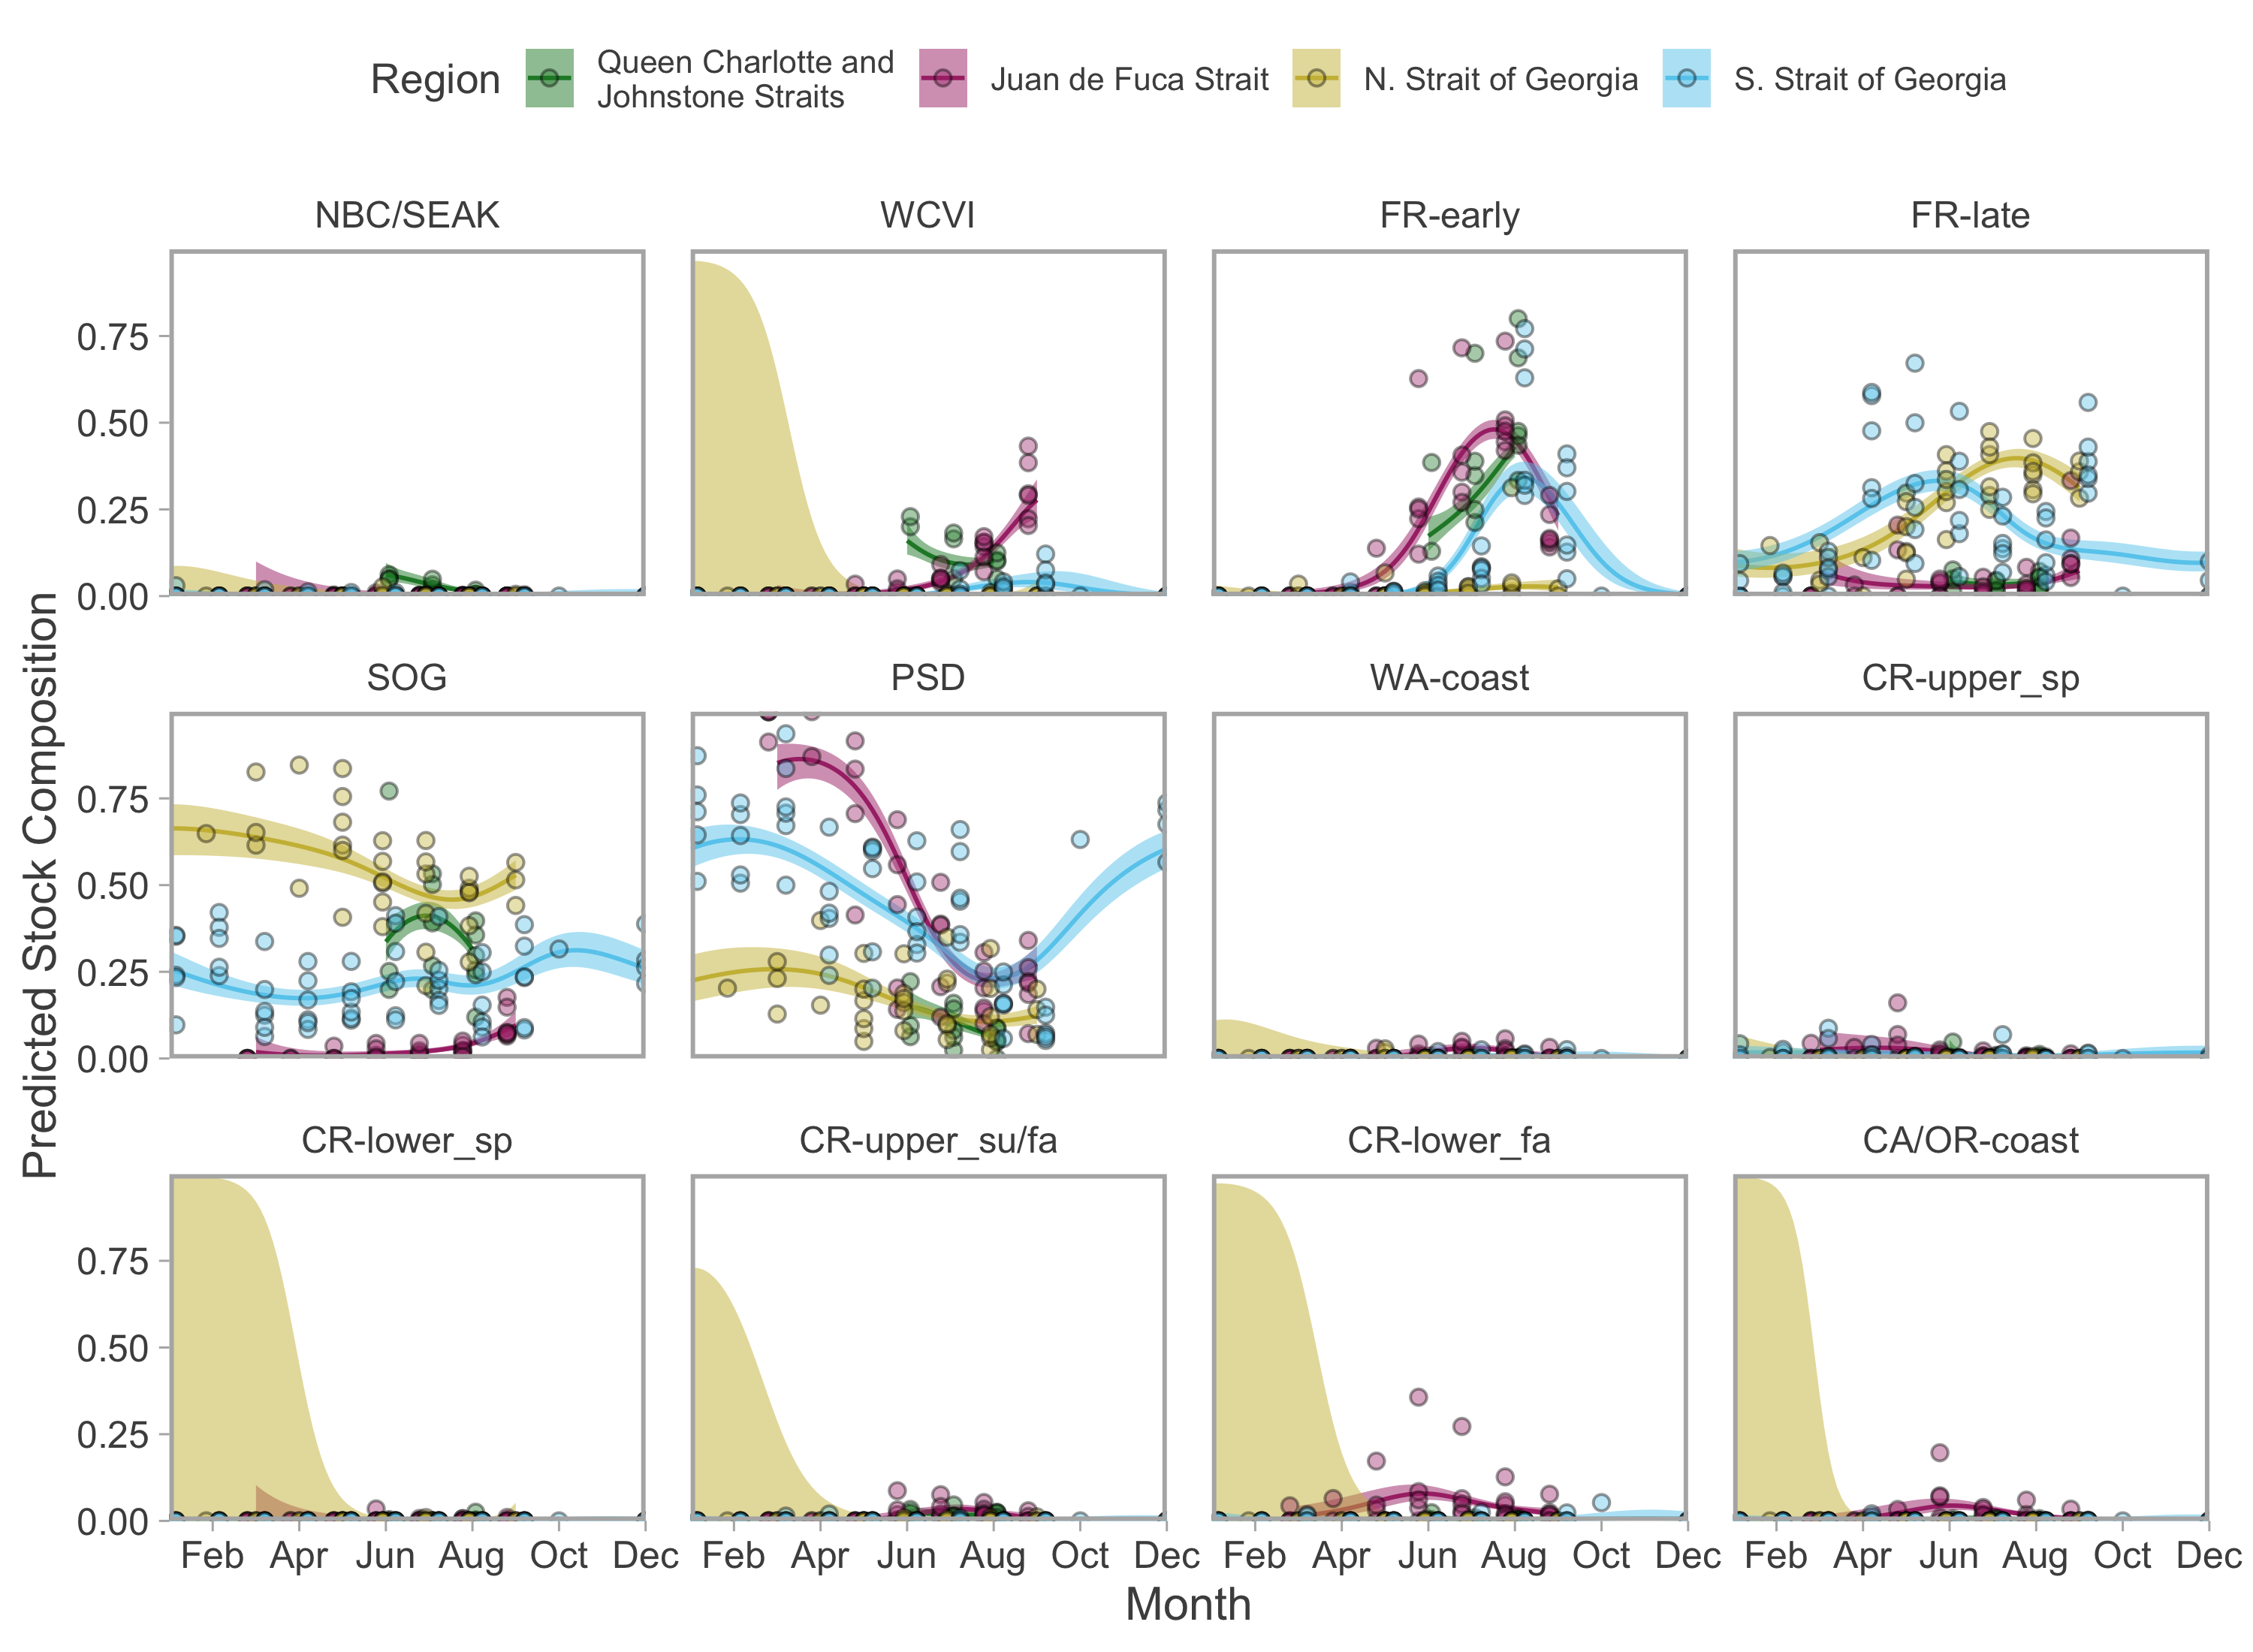 Region
Queen Charlotte and
Johnstone Straits
Juan de Fuca Strait
N. Strait of Georgia
S. Strait of Georgia
NBC/SEAK
WCVI
FR-early
FR-late
0.75
0.50
0.25
0.00
SOG
PSD
WA-coast
CR-upper_sp
0.75
0.50
0.25
0.00
Predicted Stock Composition
CR-lower_sp
CR-upper_su/fa
CR-lower_fa
CA/OR-coast
0.75
0.50
0.25
0.00
Feb Apr Jun Aug Oct Dec
Feb Apr Jun Aug Oct Dec
Feb Apr Jun Aug Oct Dec
Feb Apr Jun Aug Oct Dec
Month